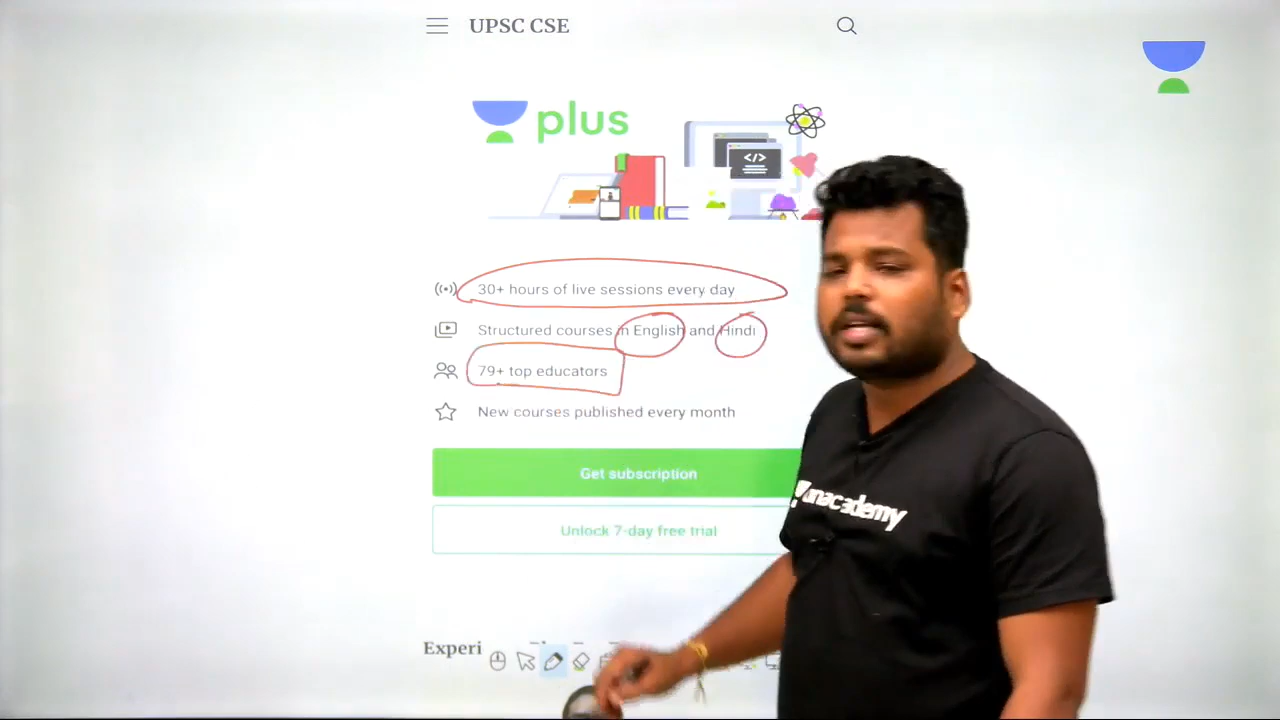 UPSC CSE
plus
</>
30+ hours of live sessions every day
Structured courses in English and Hindi
79+ top educators
New courses published every month
Get subscription
Unlock 7-day free trial
unacademy
Experi